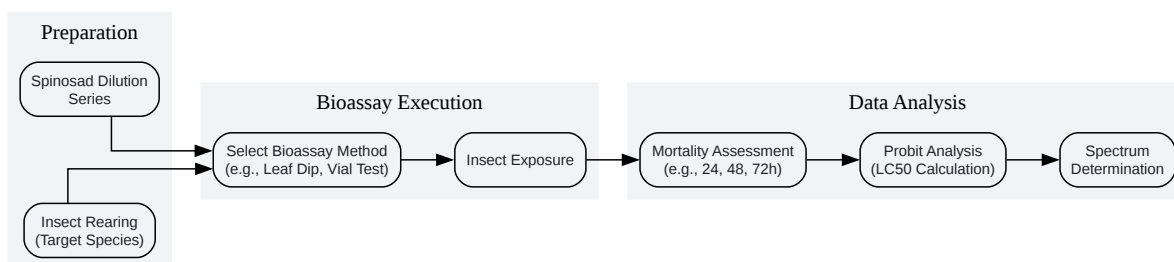 Preparation
Spinosad Dilution
Series
Insect Rearing
(Target Species)
Bioassay Execution
Select Bioassay Method
(e.g., Leaf Dip, Vial Test)
Insect Exposure
Data Analysis
Mortality Assessment
(e.g., 24, 48, 72h)
Probit Analysis
(LC50 Calculation)
Spectrum
Determination